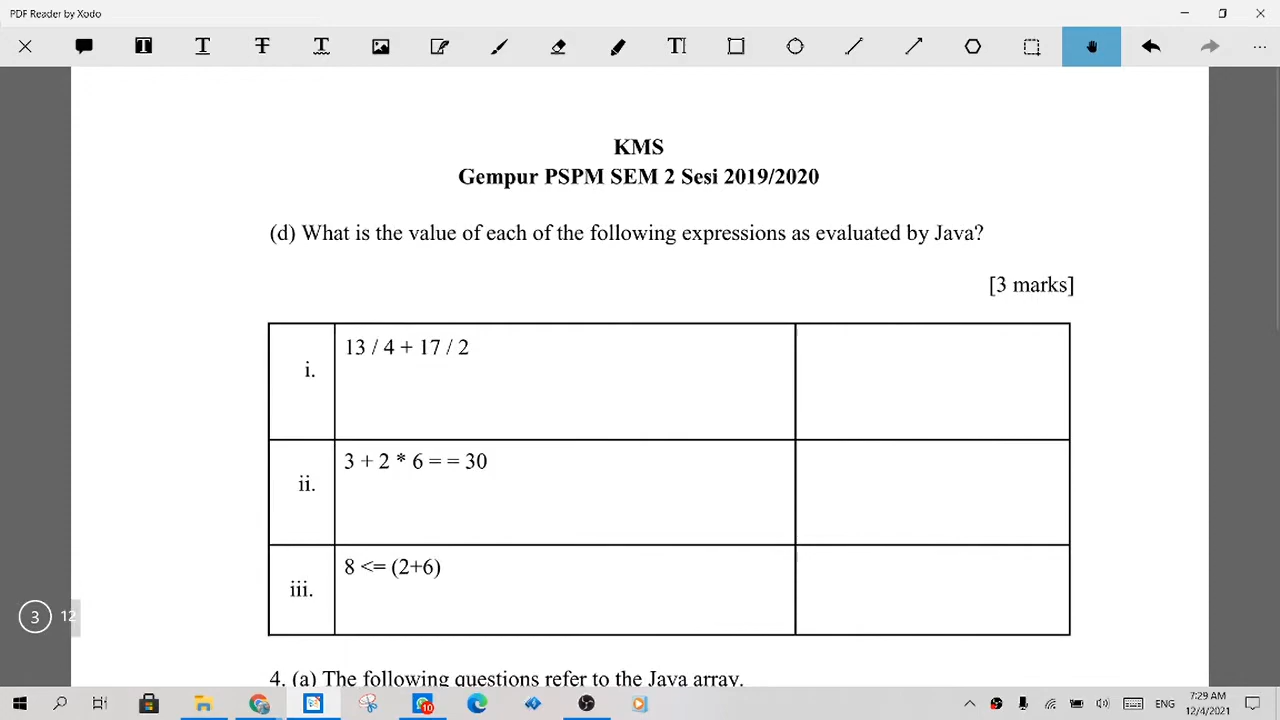 PDF Reader by Xodo
KMS
Gempur PSPM SEM 2 Sesi 2019/2020
(d) What is the value of each of the following expressions as evaluated by Java?
[3 marks]
i.
13 / 4 + 17 / 2
ii.
3 + 2 * 6 = = 30
iii.
8 <= (2+6)
3
12
4. (a) The following questions refer to the Java array.
10
ENG
7:29 AM
12/4/2021